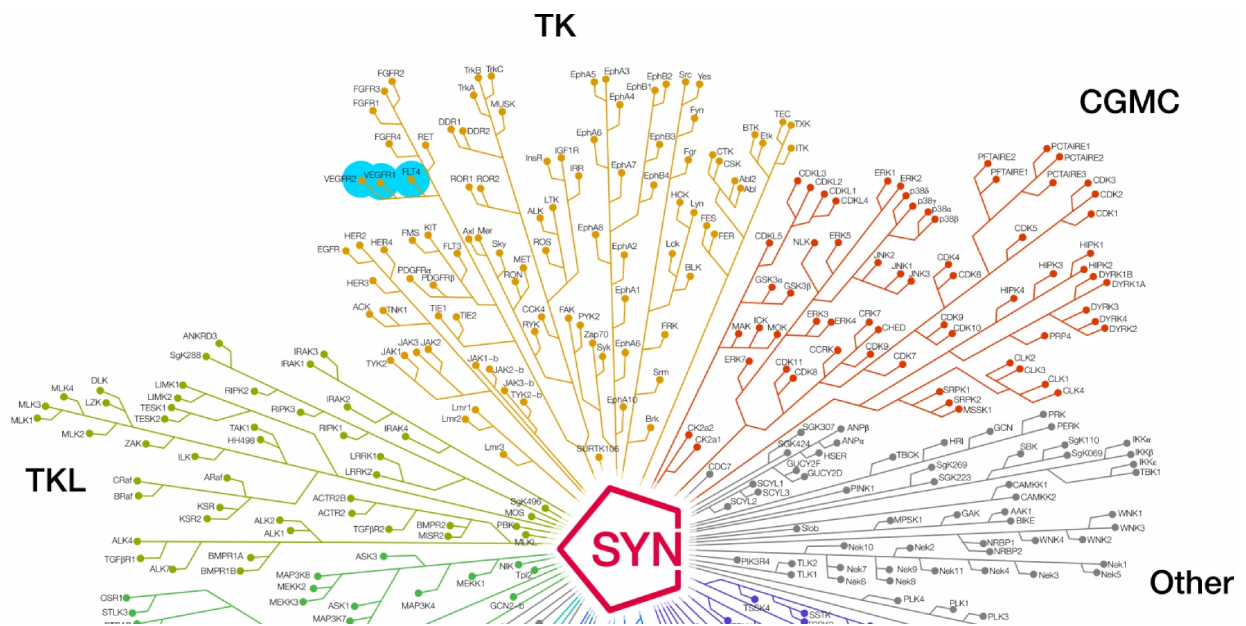 TK
CGMC
TKL
Other
SYN
FGFR2
FGFR3
FGFR1
FGFR4
RET
TrkB
TrkC
TrkA
MUSK
DDR1
DDR2
VEGFR2
VEGFR1
FLT4
ROR1
ROR2
InsR
IGF1R
IRR
LTK
ALK
ROS
EphA5
EphA3
EphA4
EphA6
EphA7
EphB1
EphB2
EphB3
EphB4
EphA8
EphA2
EphA1
EphA6
EphA10
Src
Yes
Fyn
Fgr
HCK
Lyn
Lck
BLK
FRK
Srm
Brk
CTK
CSK
Abl2
Abl
FES
FER
BTK
TEC
TXK
Etk
ITK
HER2
EGFR
HER4
HER3
FMS
KIT
FLT3
PDGFRα
PDGFRβ
Axl
Mer
Sky
MET
RON
ACK
TNK1
TIE1
TIE2
CCK4
RYK
FAK
PYK2
Zap70
Syk
JAK1
JAK3
JAK2
TYK2
JAK1~b
JAK2~b
JAK3~b
TYK2~b
Lmr1
Lmr2
Lmr3
SURTK106
CDKL3
CDKL2
CDKL1
CDKL4
CDKL5
ERK1
ERK2
p38δ
p38γ
p38α
p38β
NLK
ERK5
JNK2
JNK1
JNK3
GSK3α
GSK3β
MAK
ICK
MOK
ERK3
ERK4
ERK7
CRK7
CHED
CCRK
CDK9
CDK7
CDK11
CDK8
PFTAIRE2
PFTAIRE1
PCTAIRE1
PCTAIRE2
PCTAIRE3
CDK3
CDK2
CDK1
CDK5
CDK4
CDK6
CDK9
CDK10
HIPK1
HIPK2
HIPK3
HIPK4
DYRK1B
DYRK1A
DYRK3
DYRK4
DYRK2
PRP4
CLK2
CLK3
CLK1
CLK4
SRPK1
SRPK2
MSSK1
CK2a2
CK2a1
CDC7
ANKRD3
SgK288
IRAK3
IRAK1
IRAK2
IRAK4
DLK
MLK4
LZK
MLK3
MLK1
MLK2
LIMK1
LIMK2
TESK1
TESK2
RIPK2
RIPK3
RIPK1
TAK1
HH498
ZAK
ILK
LRRK1
LRRK2
CRaf
BRaf
ARaf
KSR
KSR2
ACTR2B
ACTR2
TGFβR2
BMPR2
MISR2
SgK496
MOS
PBK
MLKL
ALK2
ALK1
ALK4
TGFβR1
ALK7
BMPR1A
BMPR1B
ASK3
MAP3K8
MEKK2
MEKK3
ASK1
MAP3K7
MAP3K4
MEKK1
NIK
Tpl2
GCN2~b
OSR1
STLK3
SGK307
SGK424
ANPβ
ANPα
HSER
GUCY2F
GUCY2D
SCYL1
SCYL3
SCYL2
TBCK
PINK1
HRI
GCN
PRK
PERK
SBK
SgK269
SGK223
SgK110
SgK069
IKKα
IKKβ
IKKε
TBK1
CAMKK1
CAMKK2
Slob
MPSK1
GAK
AAK1
BIKE
NRBP1
NRBP2
WNK4
WNK1
WNK3
WNK2
PIK3R4
TLK2
TLK1
Nek10
Nek2
Nek7
Nek6
Nek9
Nek8
Nek11
Nek4
Nek3
Nek1
Nek5
PLK4
PLK1
PLK3
TSSK4
SSTK